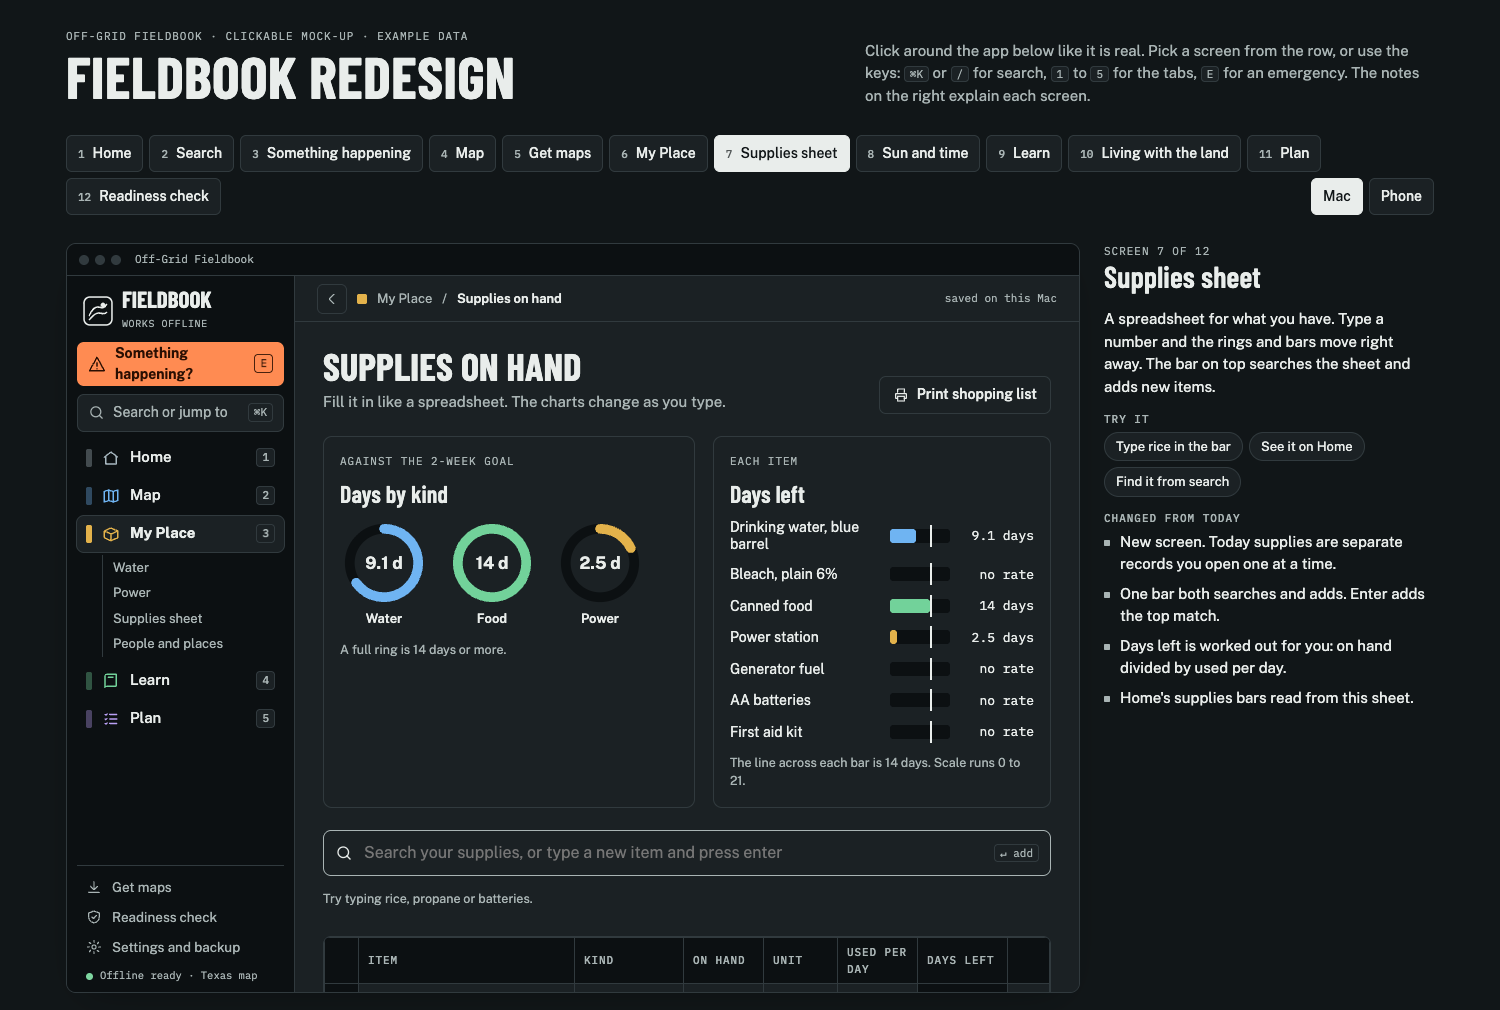 OFF-GRID FIELDBOOK · CLICKABLE MOCK-UP · EXAMPLE DATA
FIELDBOOK REDESIGN
Click around the app below like it is real. Pick a screen from the row, or use the
keys: ⌘K or / for search, 1 to 5 for the tabs, E for an emergency. The notes
on the right explain each screen.
1 Home
2 Search
3 Something happening
4 Map
5 Get maps
6 My Place
7 Supplies sheet
8 Sun and time
9 Learn
10 Living with the land
11 Plan
12 Readiness check
Mac
Phone
Off-Grid Fieldbook
FIELDBOOK
WORKS OFFLINE
Something
happening?
E
Search or jump to ⌘K
Home 1
Map 2
My Place 3
Water
Power
Supplies sheet
People and places
Learn 4
Plan 5
Get maps
Readiness check
Settings and backup
Offline ready · Texas map
My Place / Supplies on hand
saved on this Mac
SUPPLIES ON HAND
Fill it in like a spreadsheet. The charts change as you type.
Print shopping list
AGAINST THE 2-WEEK GOAL
Days by kind
9.1 d
14 d
2.5 d
Water
Food
Power
A full ring is 14 days or more.
EACH ITEM
Days left
Drinking water, blue
barrel
9.1 days
Bleach, plain 6% no rate
Canned food 14 days
Power station 2.5 days
Generator fuel no rate
AA batteries no rate
First aid kit no rate
The line across each bar is 14 days. Scale runs 0 to
21.
Search your supplies, or type a new item and press enter
↵ add
Try typing rice, propane or batteries.
ITEM
KIND
ON HAND
UNIT
USED PER
DAY
DAYS LEFT
SCREEN 7 OF 12
Supplies sheet
A spreadsheet for what you have. Type a
number and the rings and bars move right
away. The bar on top searches the sheet and
adds new items.
TRY IT
Type rice in the bar
See it on Home
Find it from search
CHANGED FROM TODAY
New screen. Today supplies are separate
records you open one at a time.
One bar both searches and adds. Enter adds
the top match.
Days left is worked out for you: on hand
divided by used per day.
Home's supplies bars read from this sheet.